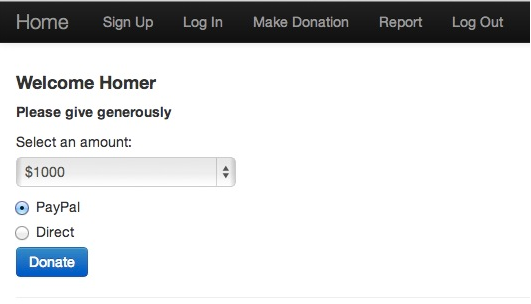 Home Sign Up Log In Make Donation Report Log Out
Welcome Homer
Please give generously
Select an amount:
$1000
PayPal
Direct
Donate